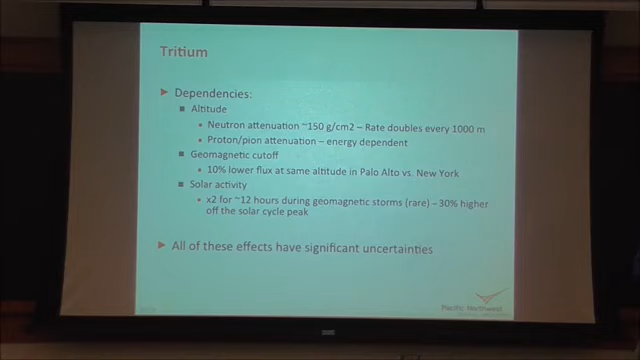 Tritium
Dependencies:
Altitude
Neutron attenuation ~150 g/cm2 – Rate doubles every 1000 m
Proton/pion attenuation – energy dependent
Geomagnetic cutoff
10% lower flux at same altitude in Palo Alto vs. New York
Solar activity
x2 for ~12 hours during geomagnetic storms (rare) – 30% higher
off the solar cycle peak
All of these effects have significant uncertainties
Pacific Northwest